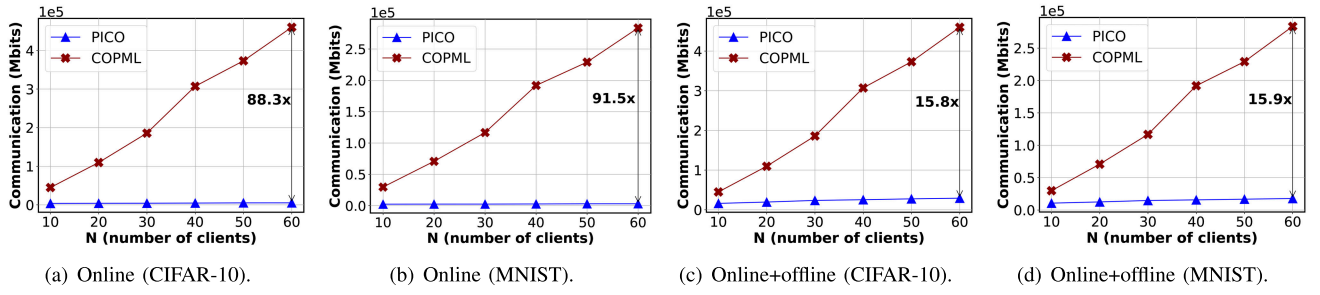 1e5
Communication (Mbits)
4
3
2
1
0
PICO
COPML
88.3x
10 20 30 40 50 60
N (number of clients)
(a) Online (CIFAR-10).
1e5
Communication (Mbits)
2.5
2.0
1.5
1.0
0.5
0.0
PICO
COPML
91.5x
10 20 30 40 50 60
N (number of clients)
(b) Online (MNIST).
1e5
Communication (Mbits)
4
3
2
1
0
PICO
COPML
15.8x
10 20 30 40 50 60
N (number of clients)
(c) Online+offline (CIFAR-10).
1e5
Communication (Mbits)
2.5
2.0
1.5
1.0
0.5
0.0
PICO
COPML
15.9x
10 20 30 40 50 60
N (number of clients)
(d) Online+offline (MNIST).